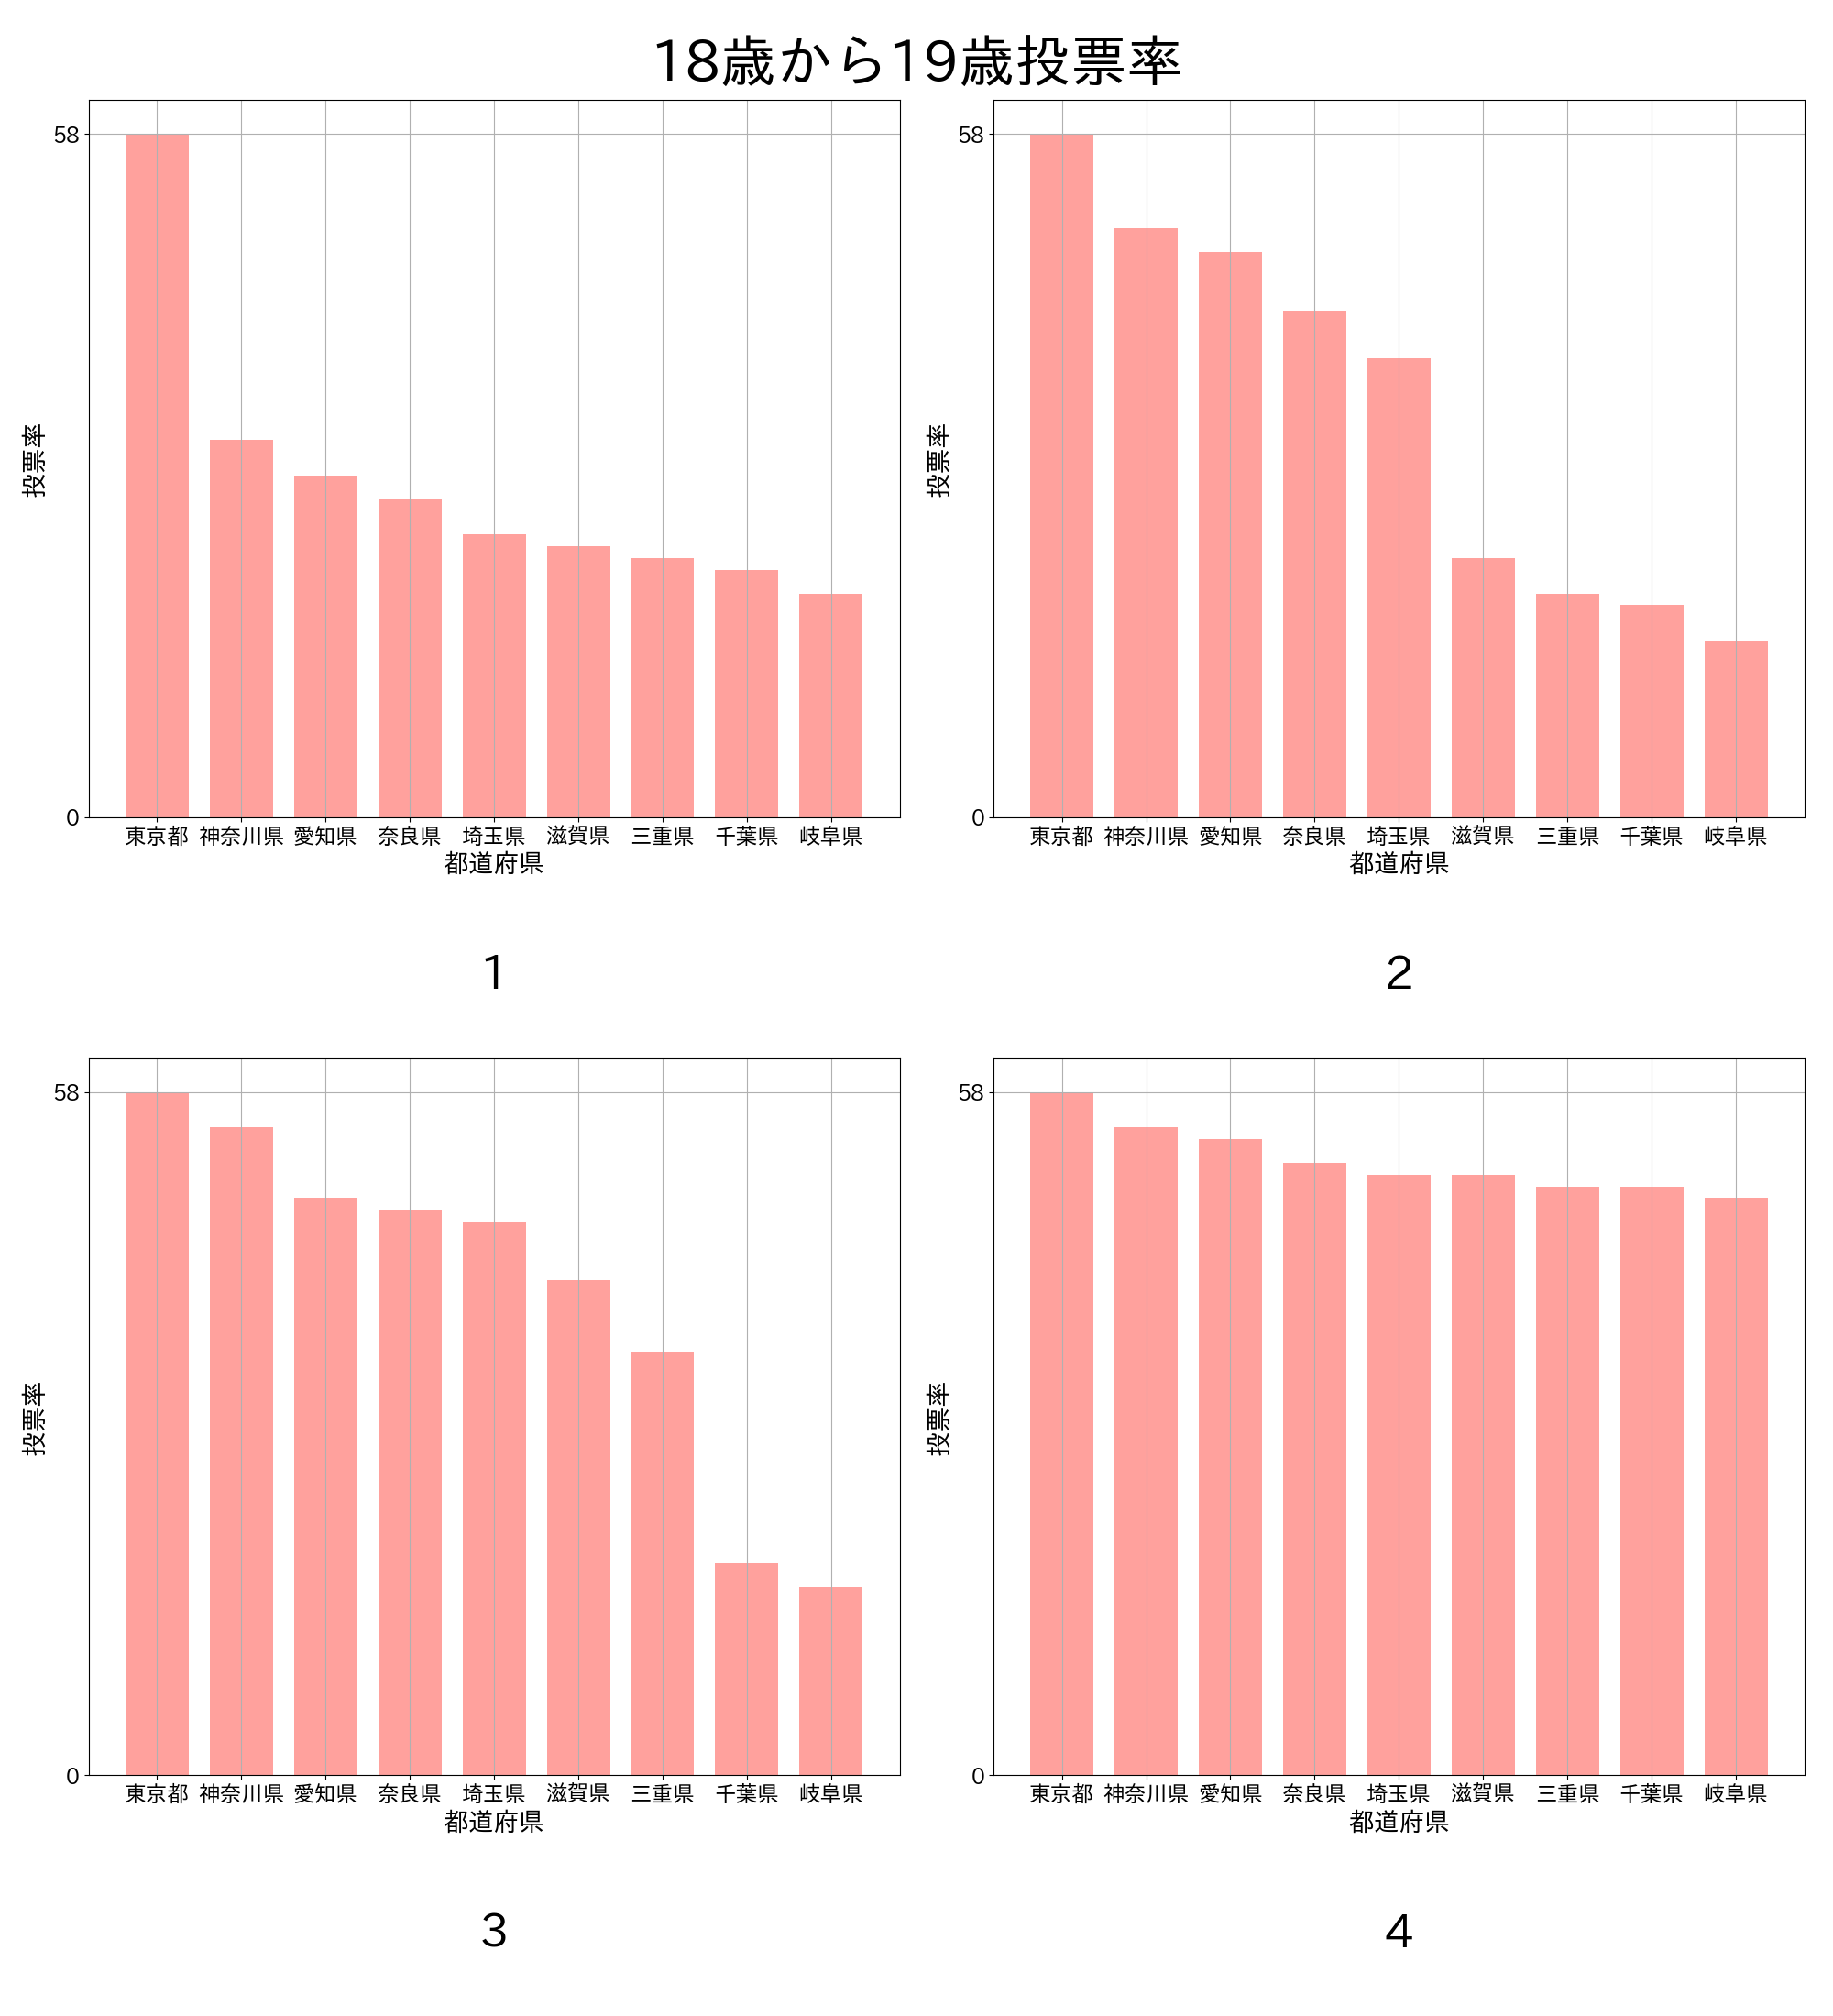 18歳から19歳投票率
58
0
投票率
東京都 神奈川県 愛知県 奈良県 埼玉県 滋賀県 三重県 千葉県 岐阜県
都道府県
1
58
0
投票率
東京都 神奈川県 愛知県 奈良県 埼玉県 滋賀県 三重県 千葉県 岐阜県
都道府県
2
58
0
投票率
東京都 神奈川県 愛知県 奈良県 埼玉県 滋賀県 三重県 千葉県 岐阜県
都道府県
3
58
0
投票率
東京都 神奈川県 愛知県 奈良県 埼玉県 滋賀県 三重県 千葉県 岐阜県
都道府県
4